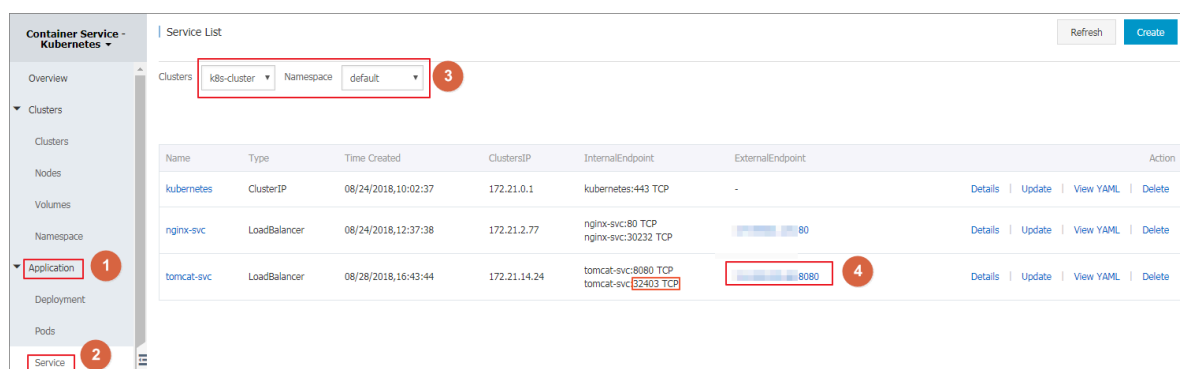 Container Service -
Kubernetes
Service List
Refresh
Create
Overview
Clusters
k8s-cluster
Namespace
default
3
Clusters
Clusters
Nodes
Volumes
Namespace
Application
1
Deployment
Pods
Service
2
Name Type Time Created ClustersIP InternalEndpoint ExternalEndpoint Action
kubernetes ClusterIP 08/24/2018,10:02:37 172.21.0.1 kubernetes:443 TCP - Details | Update | View YAML | Delete
nginx-svc LoadBalancer 08/24/2018,12:37:38 172.21.2.77 nginx-svc:80 TCP
nginx-svc:30232 TCP
80 Details | Update | View YAML | Delete
tomcat-svc LoadBalancer 08/28/2018,16:43:44 172.21.14.24 tomcat-svc:8080 TCP
tomcat-svc:32403 TCP
8080
4
Details | Update | View YAML | Delete